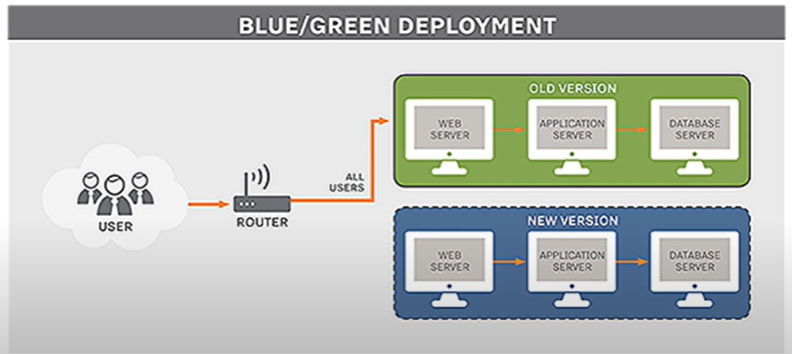 BLUE/GREEN DEPLOYMENT
OLD VERSION
WEB
SERVER
APPLICATION
SERVER
DATABASE
SERVER
ALL
USERS
USER
ROUTER
NEW VERSION
WEB
SERVER
APPLICATION
SERVER
DATABASE
SERVER